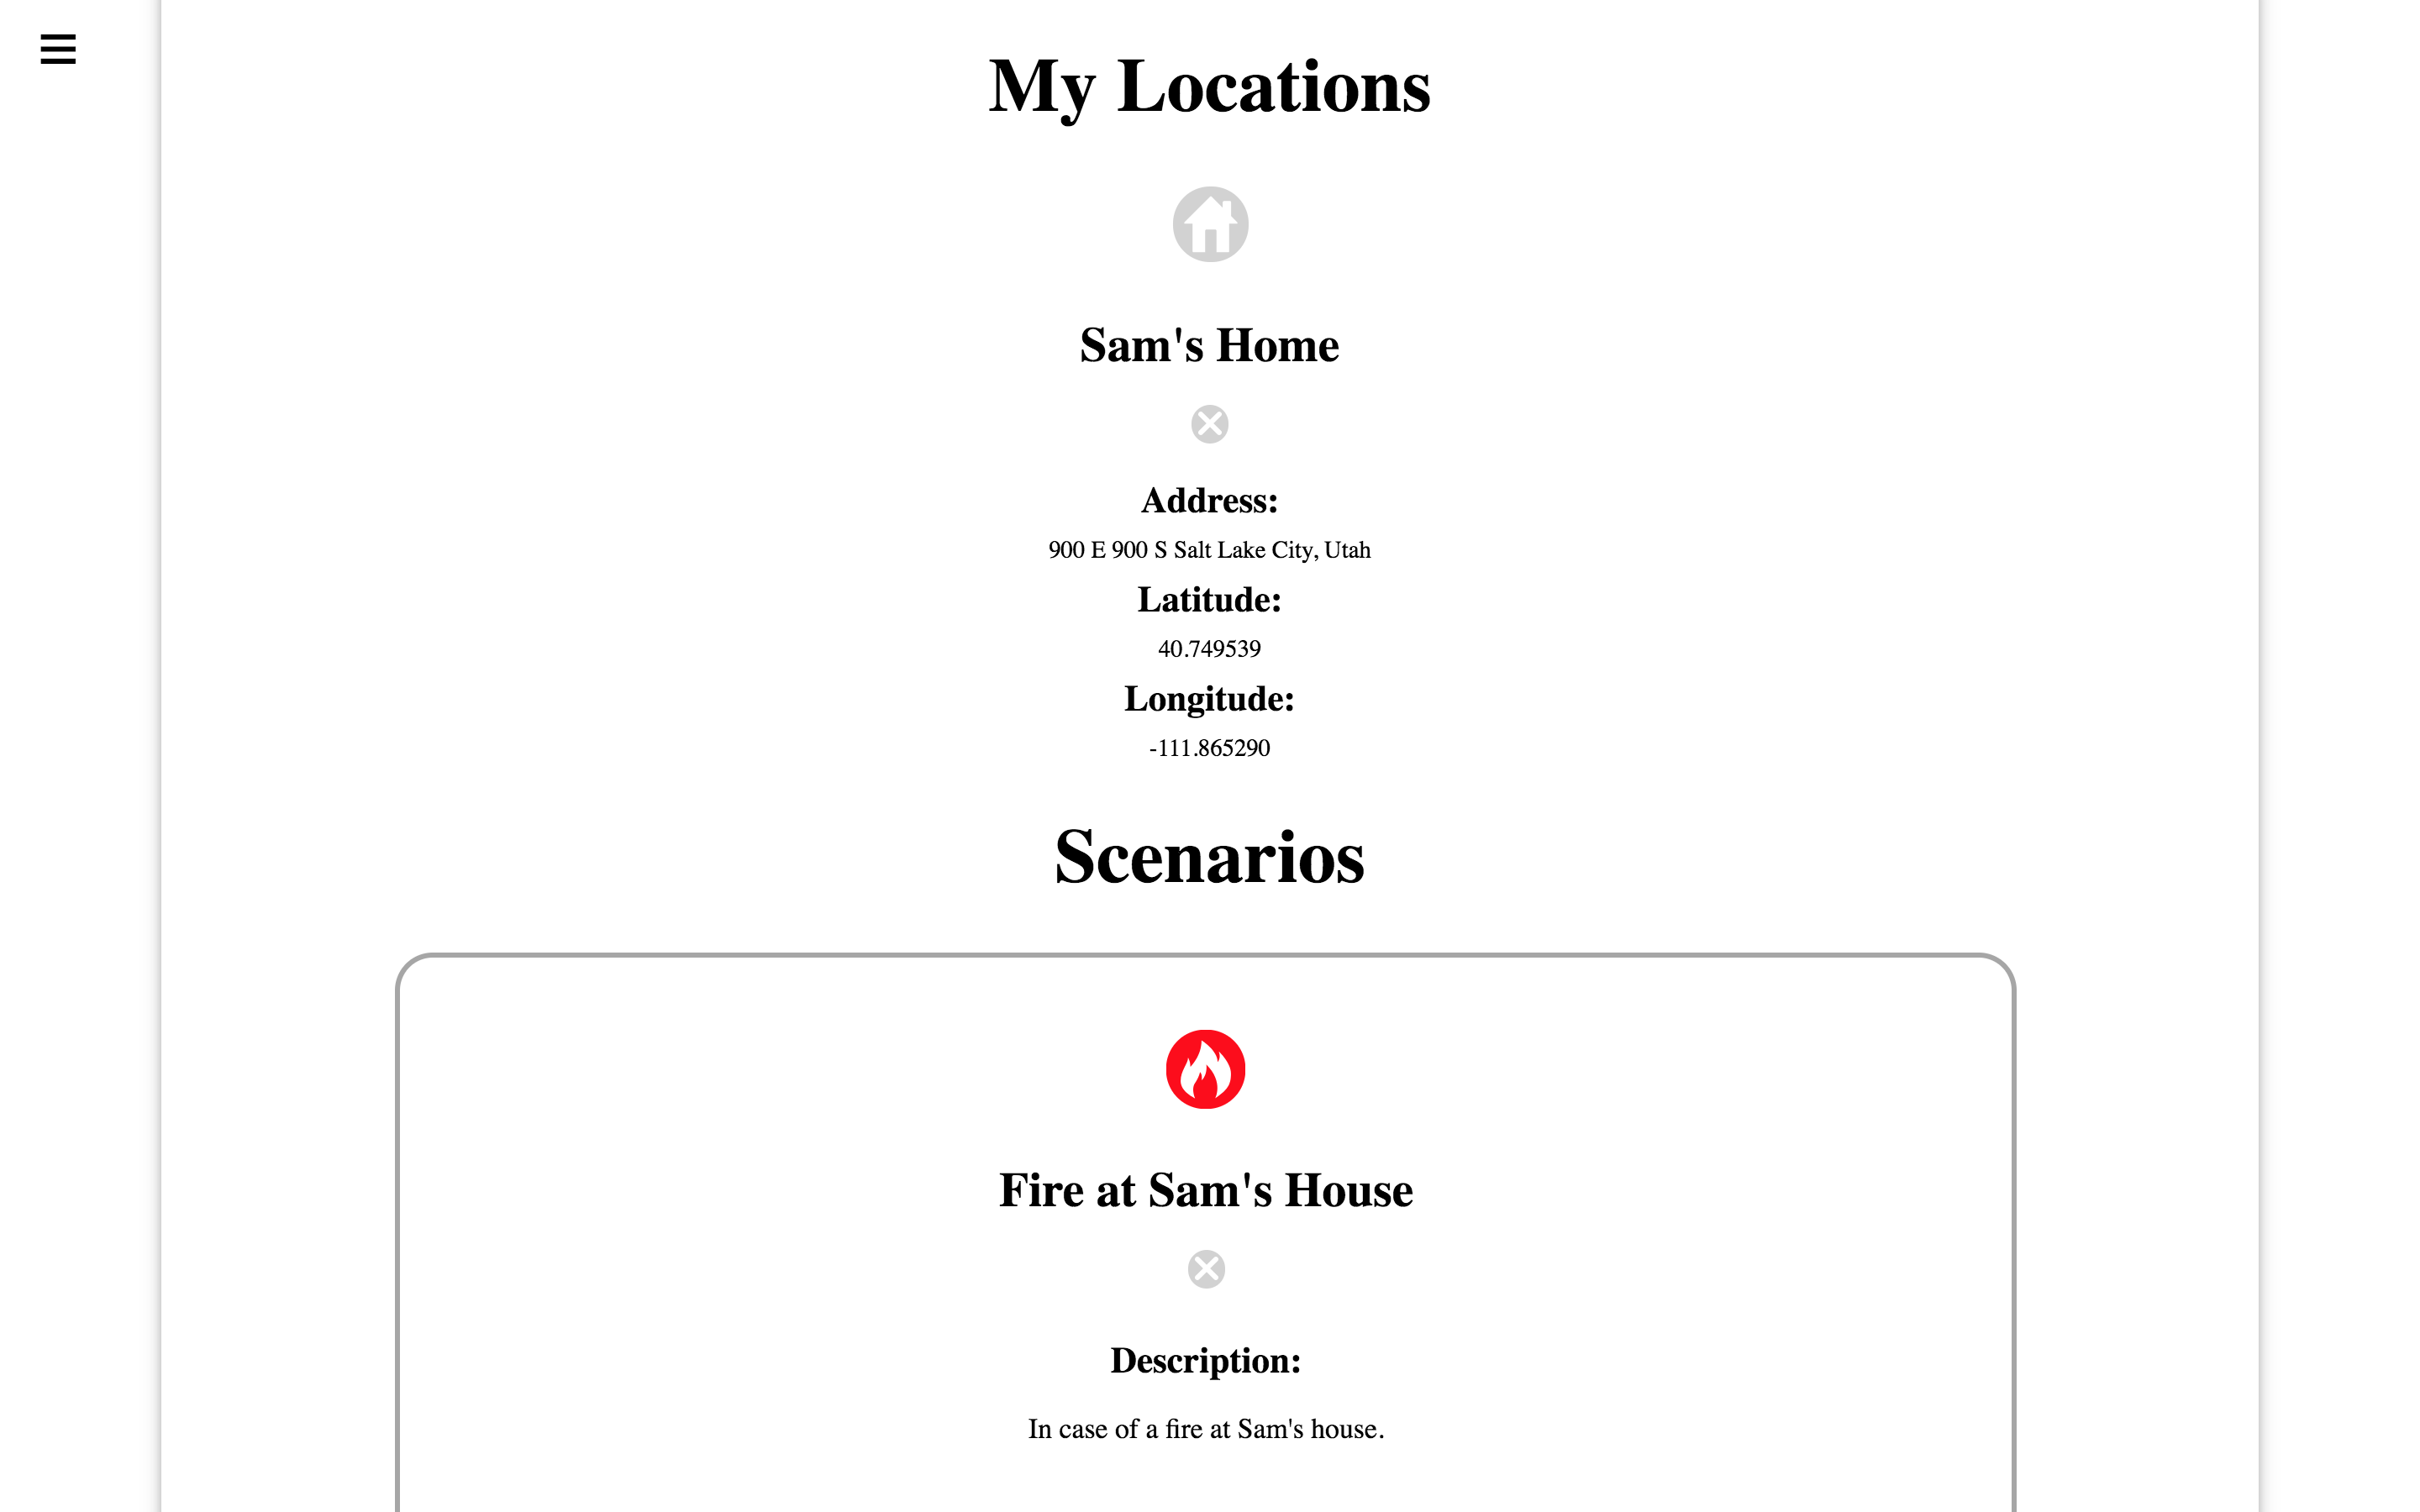 My Locations
Sam's Home
Address:
900 E 900 S Salt Lake City, Utah
Latitude:
40.749539
Longitude:
-111.865290
Scenarios
Fire at Sam's House
Description:
In case of a fire at Sam's house.